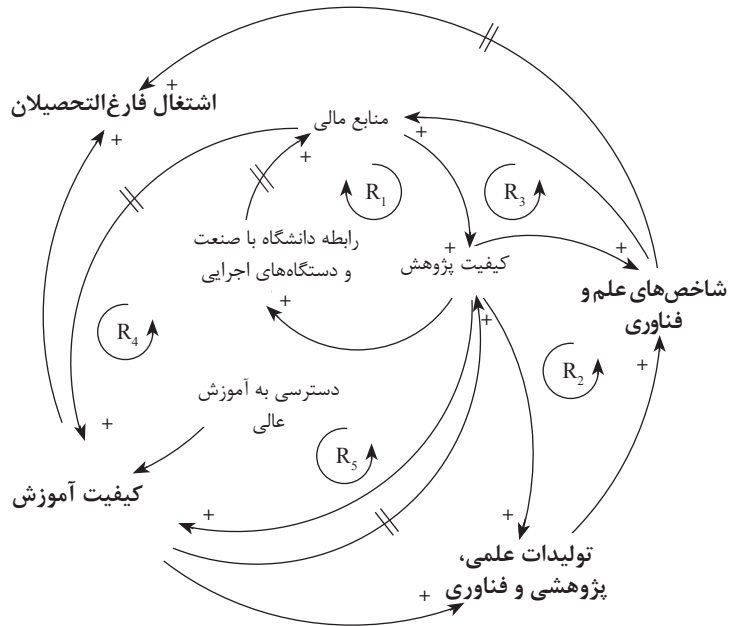 اشتغال فارغ‌التحصیلان
منابع مالی
+
+
+
+
R₁
R₃
رابطه دانشگاه با صنعت
و دستگاه‌های اجرایی
+
کیفیت پژوهش
+
+
شاخص‌های علم و
فناوری
+
R₄
R₂
+
دسترسی به آموزش
عالی
+
R₅
کیفیت آموزش
+
+
تولیدات علمی،
پژوهشی و فناوری
+